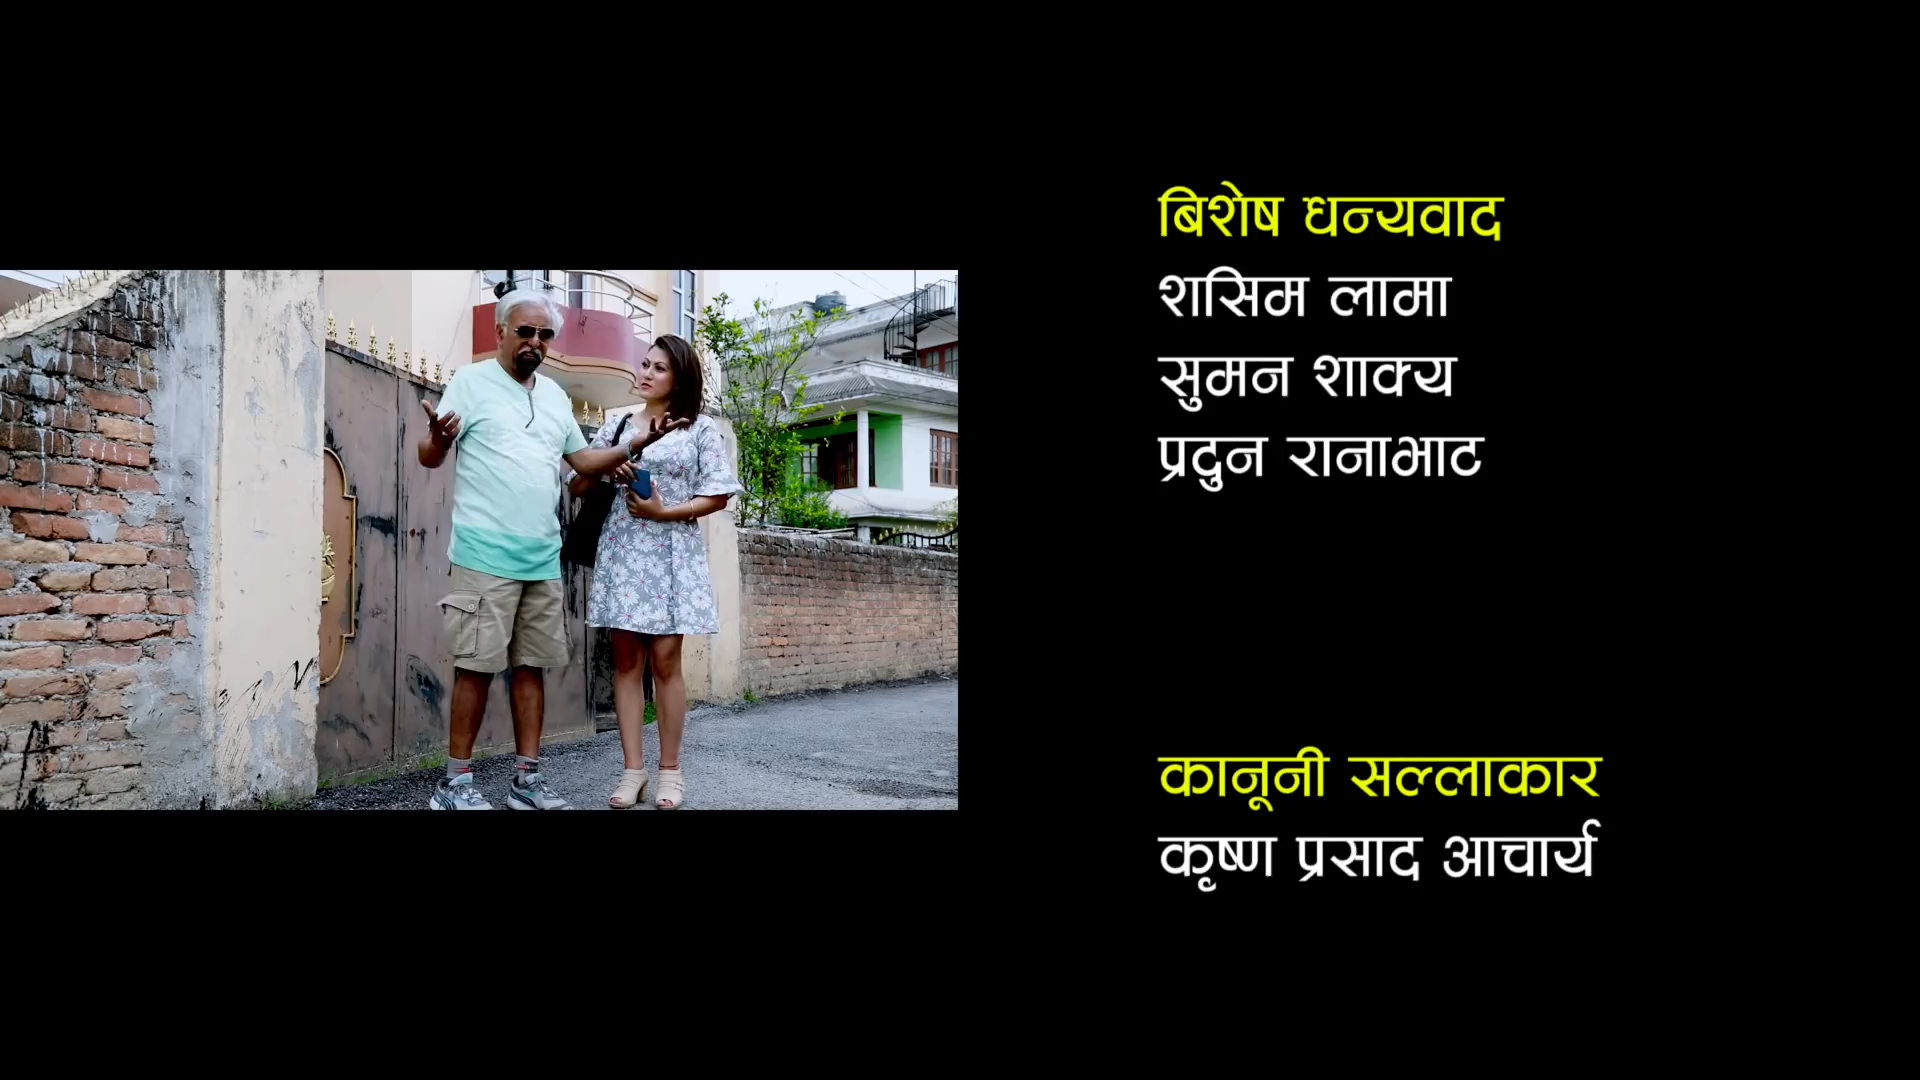 बिशेष धन्यवाद
शसिम लामा
सुमन शाक्य
प्रदुन रानाभाट
कानूनी सल्लाकार
कृष्ण प्रसाद आचार्य